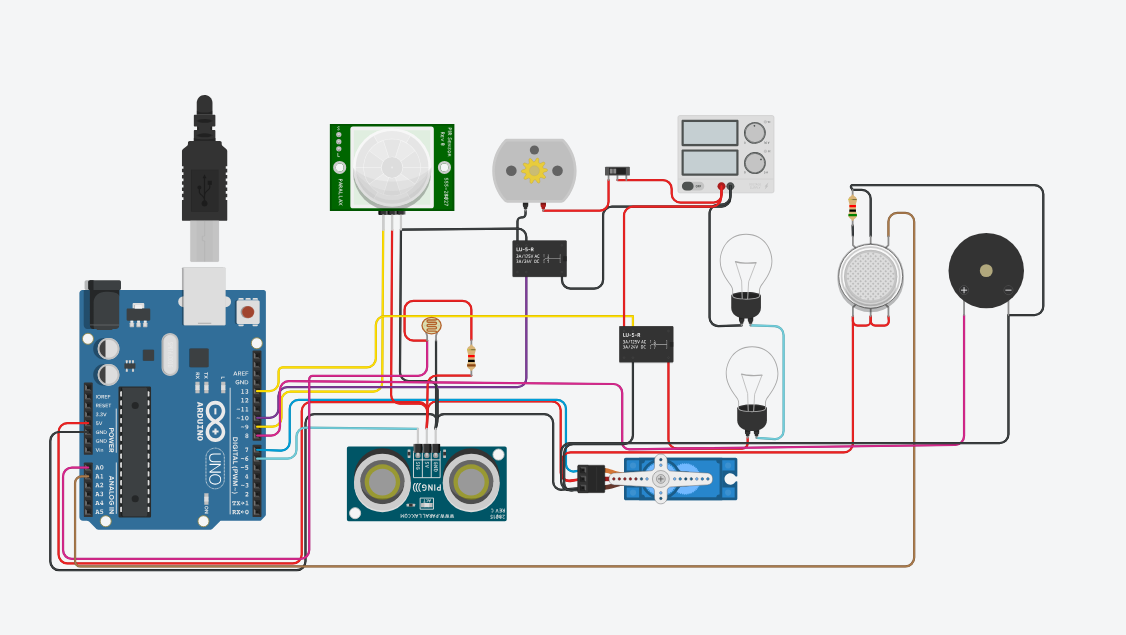 PIR Sensor
Rev B
555-28027
PARALLAX
LU-5-R
3A/125V AC
3A/24V DC
LU-5-R
3A/125V AC
3A/24V DC
AREF
GND
13
12
~11
~10
~9
8
7
~6
~5
4
~3
2
TX→1
RX←0
DIGITAL (PWM~)
IOREF
RESET
3.3V
5V
GND
GND
Vin
POWER
A0
A1
A2
A3
A4
A5
ANALOG IN
RX
TX
L
ON
ARDUINO
UNO
SIG
5V
GND
PING)))
WWW.PARALLAX.COM
28015
REV C
+
−